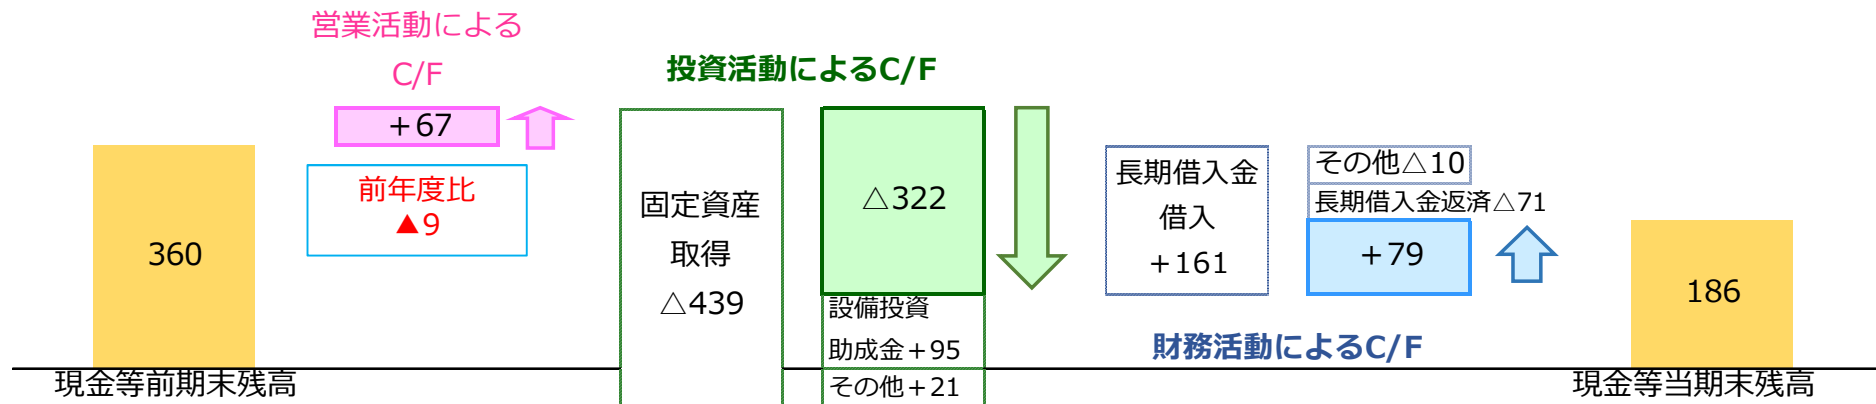 営業活動による
C/F
＋67
前年度比
▲9
360
現金等前期末残高
投資活動によるC/F
固定資産
取得
△439
△322
設備投資
助成金＋95
その他＋21
長期借入金
借入
＋161
その他△10
長期借入金返済△71
＋79
財務活動によるC/F
186
現金等当期末残高